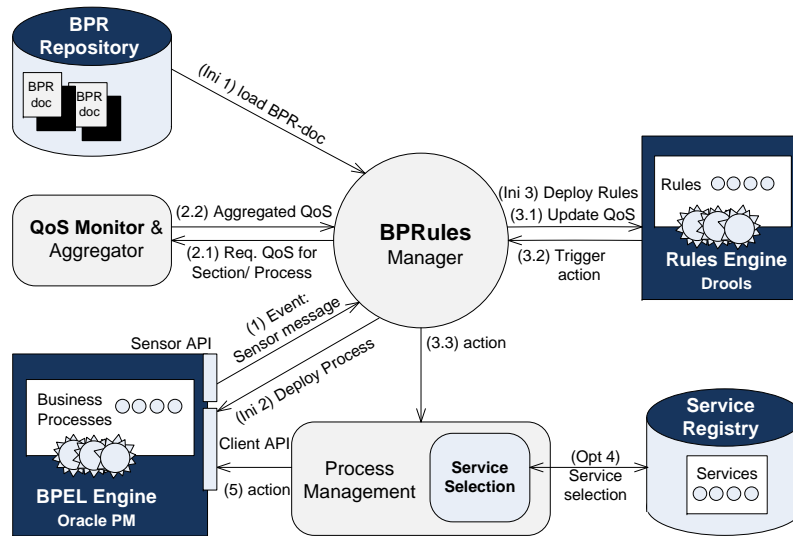 BPR
Repository
BPR
doc
BPR
doc
(Ini 1) load BPR-doc
QoS Monitor &
Aggregator
(2.2) Aggregated QoS
(2.1) Req. QoS for
Section/ Process
BPRules
Manager
(Ini 3) Deploy Rules
(3.1) Update QoS
(3.2) Trigger
action
Rules
Rules Engine
Drools
(1) Event:
Sensor message
(Ini 2) Deploy Process
(3.3) action
Sensor API
Business
Processes
BPEL Engine
Oracle PM
Client API
(5) action
Process
Management
Service
Selection
(Opt 4)
Service
selection
Service
Registry
Services